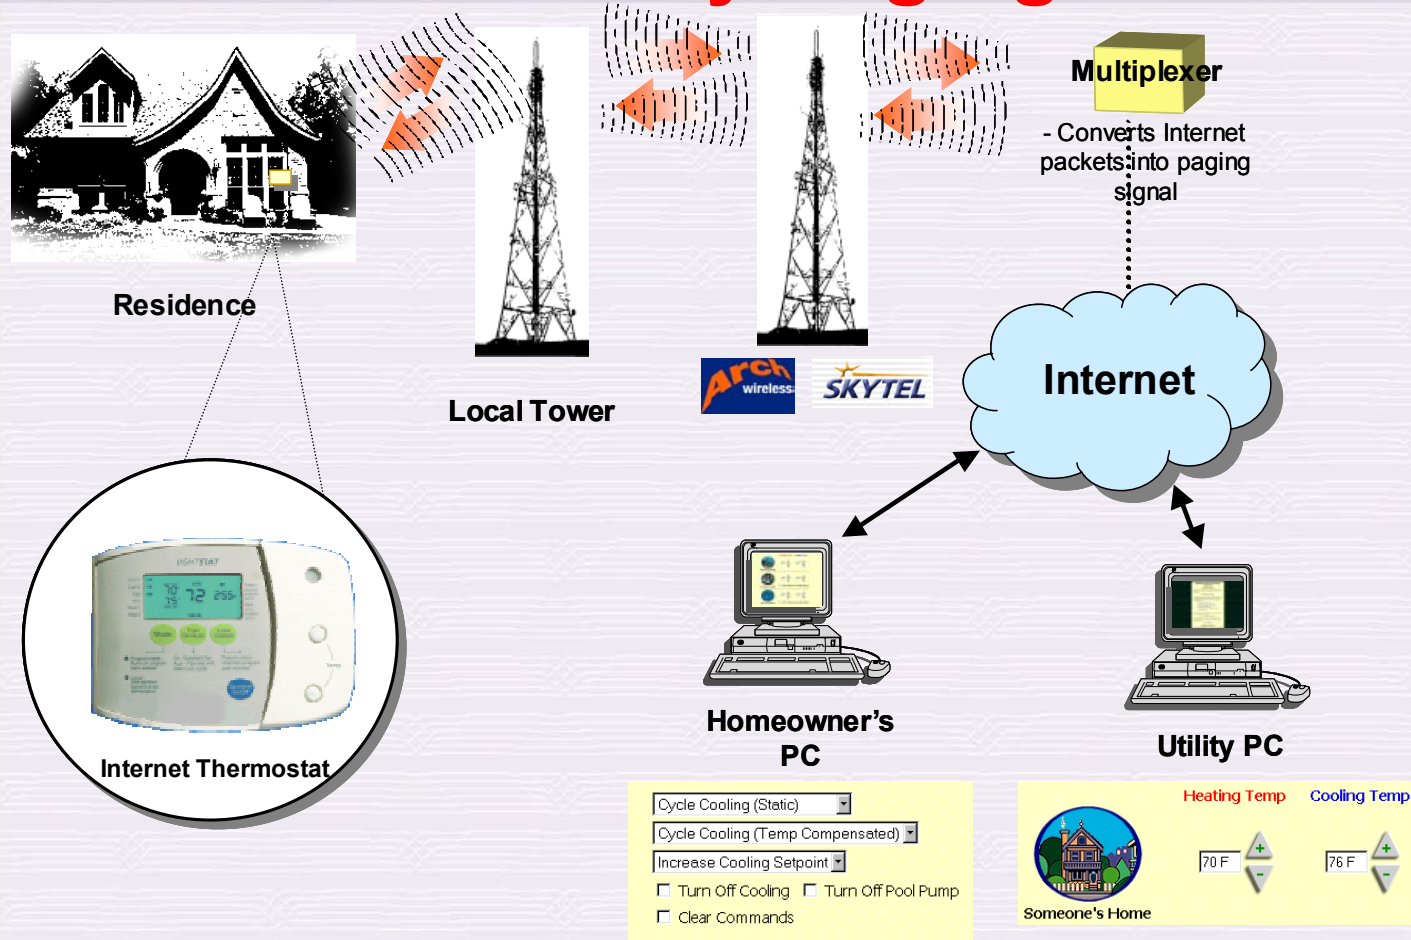 Multiplexer
- Converts Internet
packets into paging
signal
Residence
Internet
Arch
wireless
SKYTEL
Local Tower
72
Internet Thermostat
Homeowner's
PC
Utility PC
Cycle Cooling (Static)
Cycle Cooling (Temp Compensated)
Increase Cooling Setpoint
Turn Off Cooling Turn Off Pool Pump
Clear Commands
Heating Temp Cooling Temp
70 F 76 F
Someone's Home